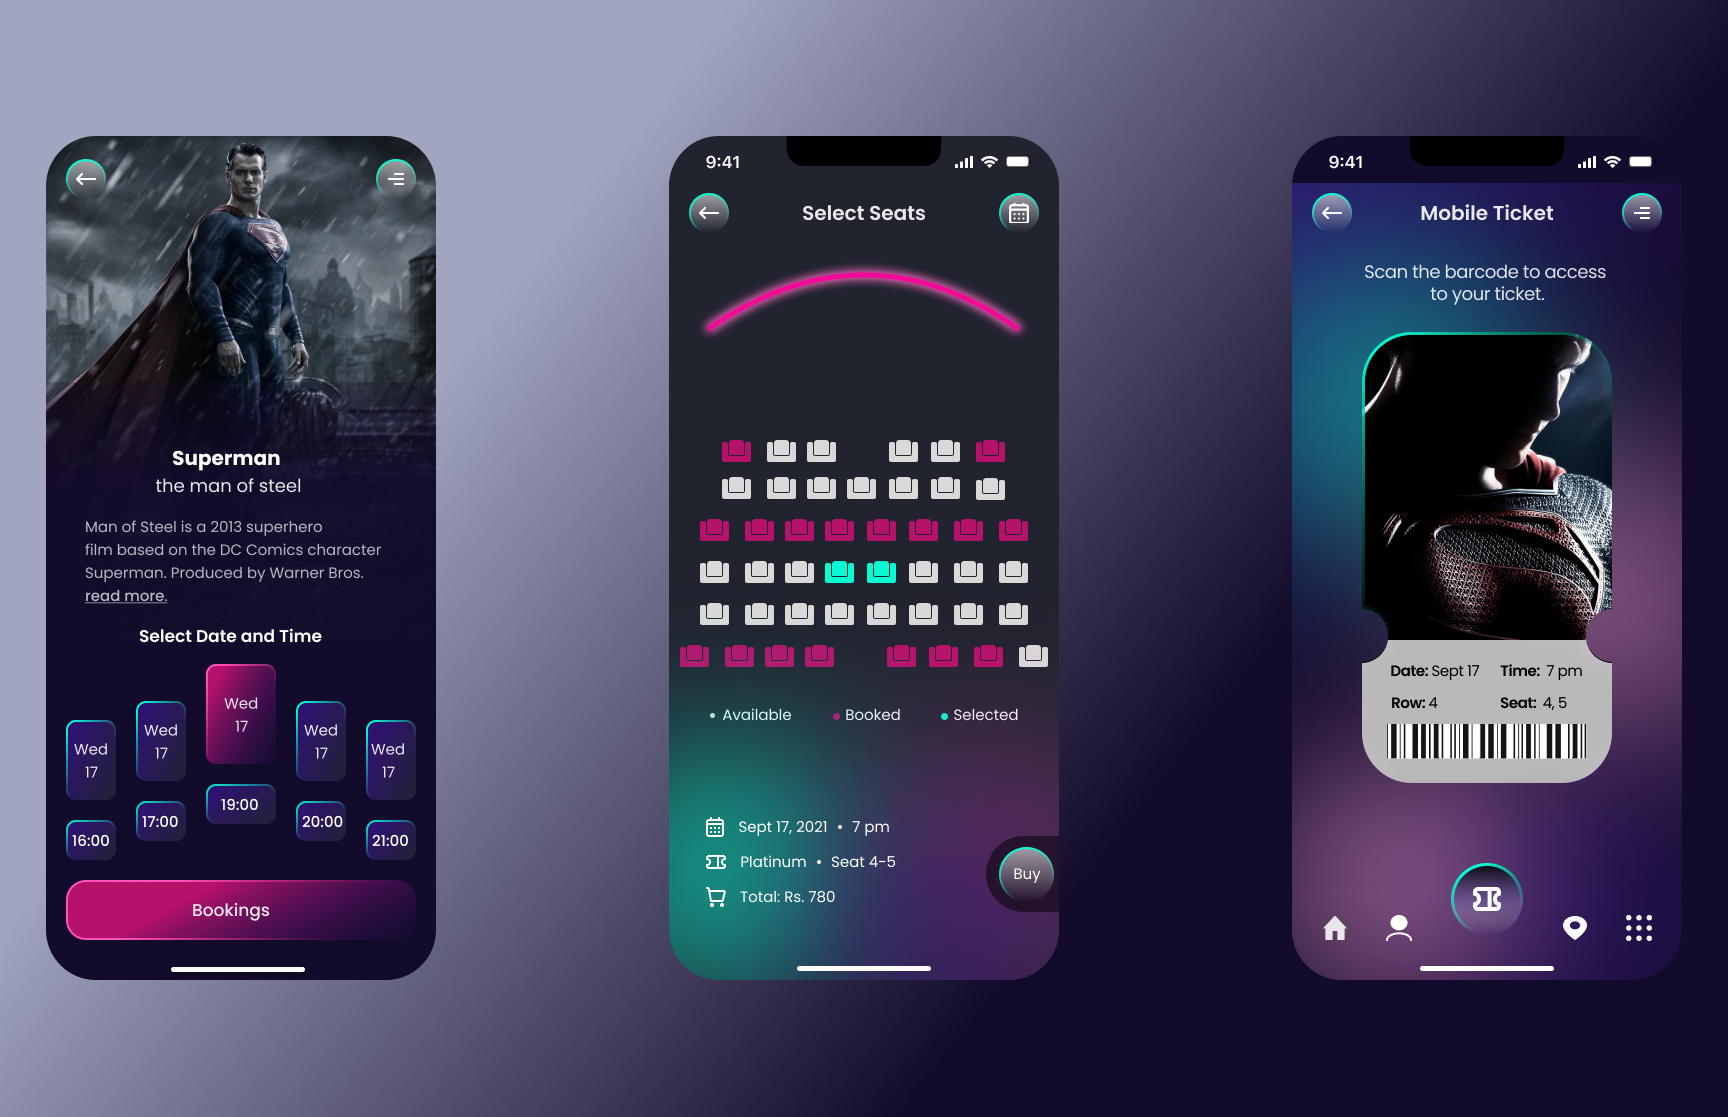 Superman
the man of steel
Man of Steel is a 2013 superhero
film based on the DC Comics character
Superman. Produced by Warner Bros.
read more.
Select Date and Time
Wed
17
Wed
17
Wed
17
Wed
17
Wed
17
16:00
17:00
19:00
20:00
21:00
Bookings
9:41
Select Seats
Available
Booked
Selected
Sept 17, 2021 • 7 pm
Platinum • Seat 4-5
Total: Rs. 780
Buy
9:41
Mobile Ticket
Scan the barcode to access
to your ticket.
Date: Sept 17 Time: 7 pm
Row: 4 Seat: 4, 5